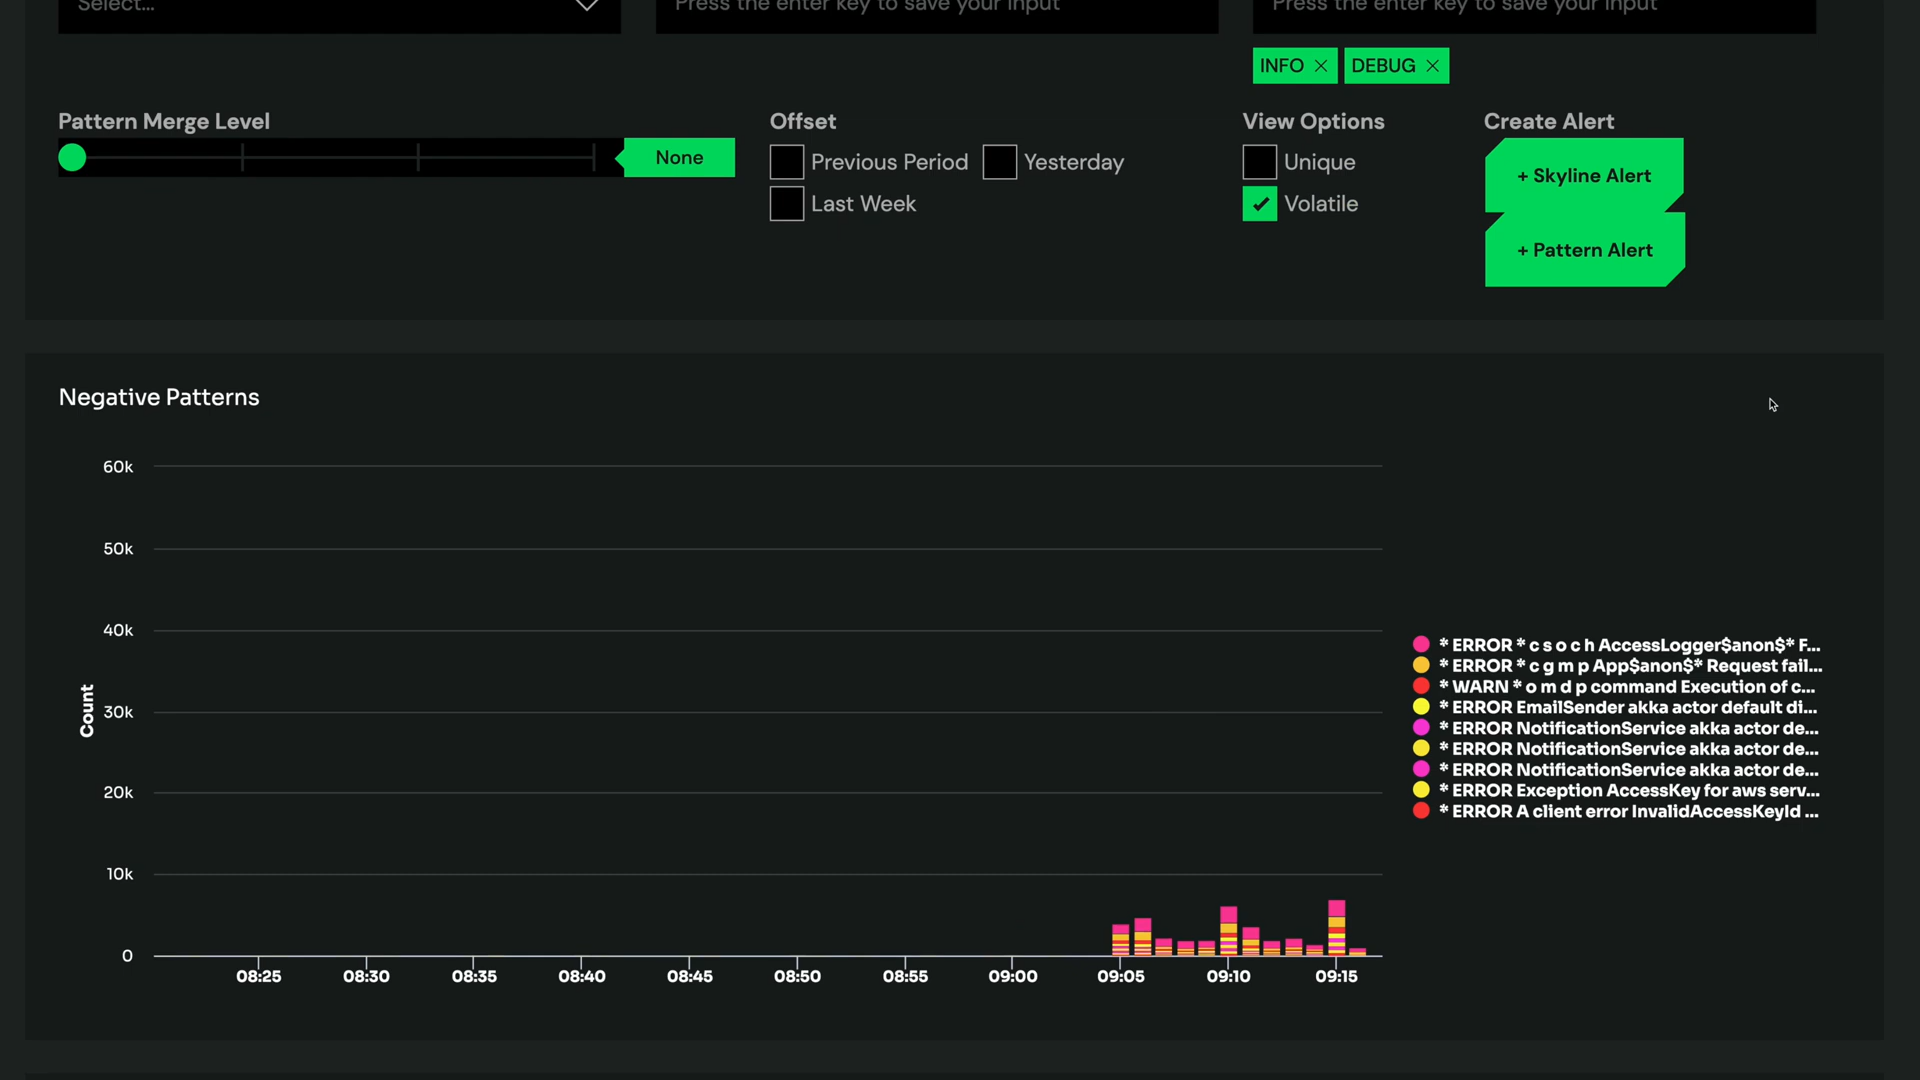 Select...
Press the enter key to save your input
Press the enter key to save your input
INFO
DEBUG
Pattern Merge Level
None
Offset
Previous Period
Yesterday
Last Week
View Options
Unique
Volatile
Create Alert
+ Skyline Alert
+ Pattern Alert
Negative Patterns
60k
50k
40k
30k
20k
10k
0
Count
08:25
08:30
08:35
08:40
08:45
08:50
08:55
09:00
09:05
09:10
09:15
* ERROR * c s o c h AccessLogger$anon$* F...
* ERROR * c g m p App$anon$* Request fail...
* WARN * o m d p command Execution of c...
* ERROR EmailSender akka actor default di...
* ERROR NotificationService akka actor de...
* ERROR NotificationService akka actor de...
* ERROR NotificationService akka actor de...
* ERROR Exception AccessKey for aws serv...
* ERROR A client error InvalidAccessKeyId ...